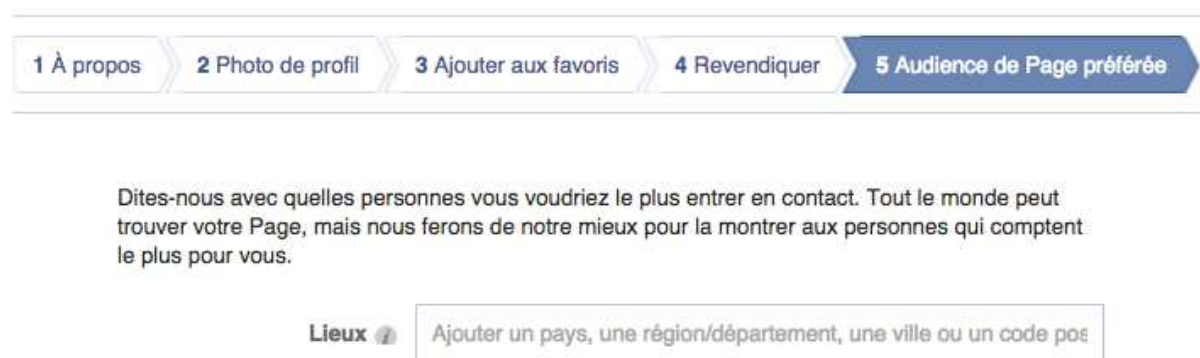 1 À propos 2 Photo de profil 3 Ajouter aux favoris 4 Revendiquer 5 Audience de Page préférée
Dites-nous avec quelles personnes vous voudriez le plus entrer en contact. Tout le monde peut
trouver votre Page, mais nous ferons de notre mieux pour la montrer aux personnes qui comptent
le plus pour vous.
Lieux i Ajouter un pays, une région/département, une ville ou un code pos